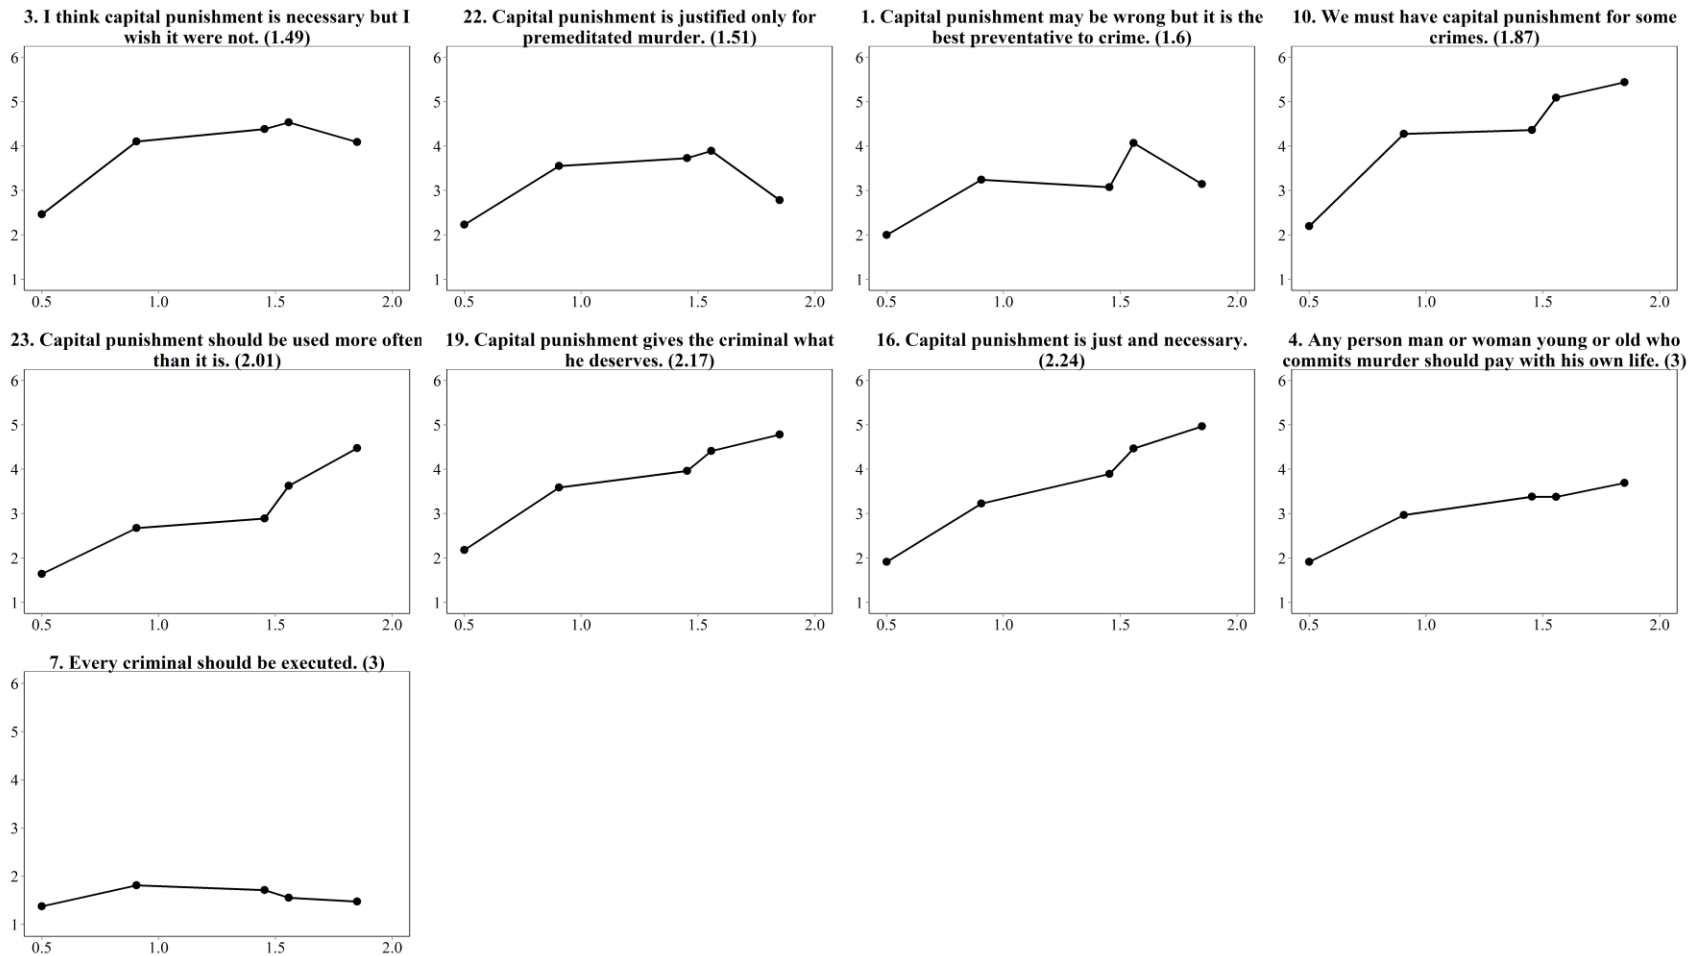 3. I think capital punishment is necessary but I
wish it were not. (1.49)
6
5
4
3
2
1
0.5 1.0 1.5 2.0
22. Capital punishment is justified only for
premeditated murder. (1.51)
6
5
4
3
2
1
0.5 1.0 1.5 2.0
1. Capital punishment may be wrong but it is the
best preventative to crime. (1.6)
6
5
4
3
2
1
0.5 1.0 1.5 2.0
10. We must have capital punishment for some
crimes. (1.87)
6
5
4
3
2
1
0.5 1.0 1.5 2.0
23. Capital punishment should be used more often
than it is. (2.01)
6
5
4
3
2
1
0.5 1.0 1.5 2.0
19. Capital punishment gives the criminal what
he deserves. (2.17)
6
5
4
3
2
1
0.5 1.0 1.5 2.0
16. Capital punishment is just and necessary.
(2.24)
6
5
4
3
2
1
0.5 1.0 1.5 2.0
4. Any person man or woman young or old who
commits murder should pay with his own life. (3)
6
5
4
3
2
1
0.5 1.0 1.5 2.0
7. Every criminal should be executed. (3)
6
5
4
3
2
1
0.5 1.0 1.5 2.0